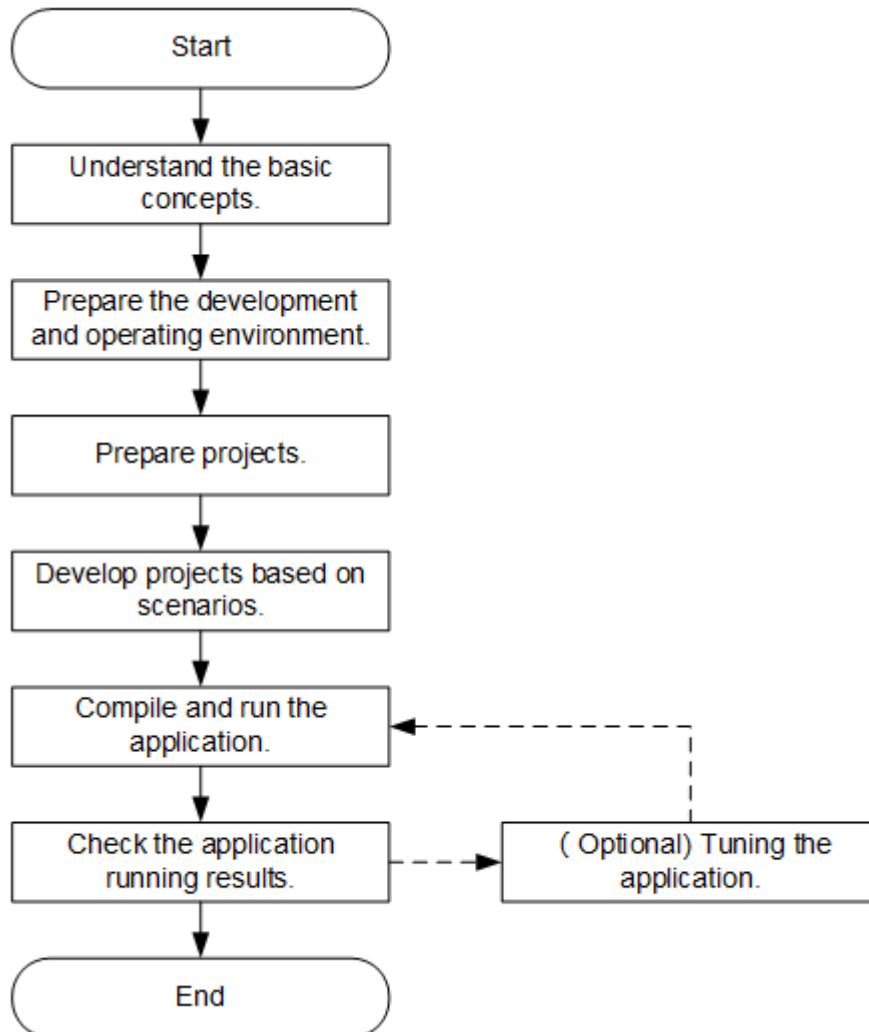 Start
Understand the basic
concepts.
Prepare the development
and operating environment.
Prepare projects.
Develop projects based on
scenarios.
Compile and run the
application.
Check the application
running results.
( Optional) Tuning the
application.
End